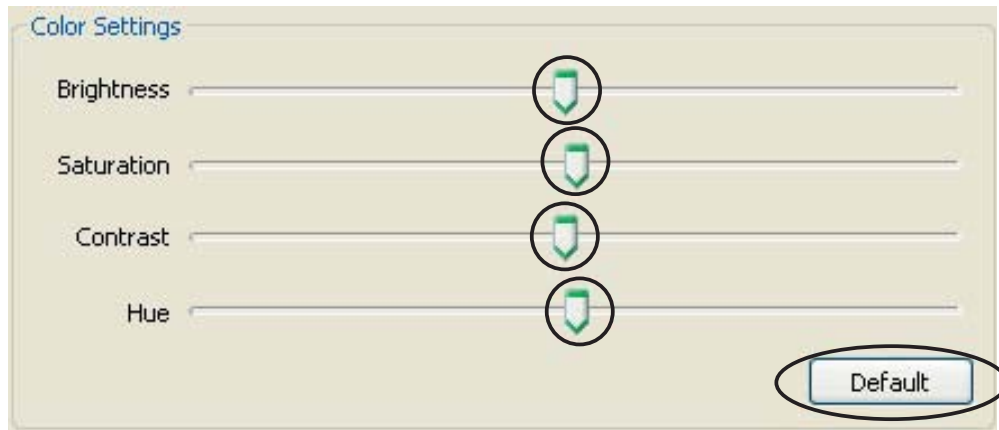 Color Settings
Brightness
Saturation
Contrast
Hue
Default